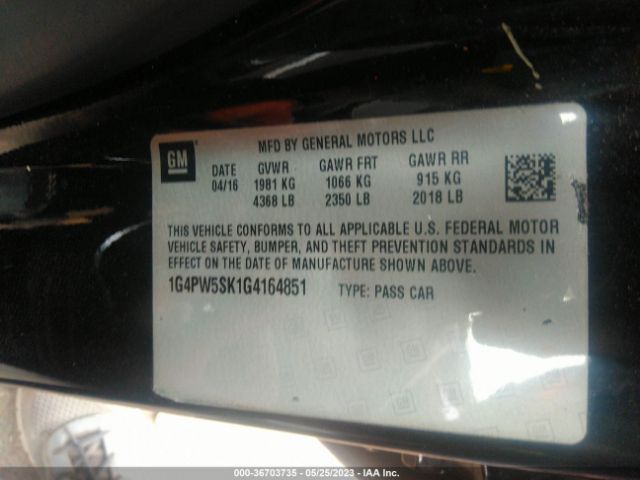 GM
MFD BY GENERAL MOTORS LLC
DATE GVWR GAWR FRT GAWR RR
04/16 1981 KG 1066 KG 915 KG
4368 LB 2350 LB 2018 LB
THIS VEHICLE CONFORMS TO ALL APPLICABLE U.S. FEDERAL MOTOR
VEHICLE SAFETY, BUMPER, AND THEFT PREVENTION STANDARDS IN
EFFECT ON THE DATE OF MANUFACTURE SHOWN ABOVE.
1G4PW5SK1G4164851 TYPE: PASS CAR
000-36703735 - 05/25/2023 - IAA Inc.